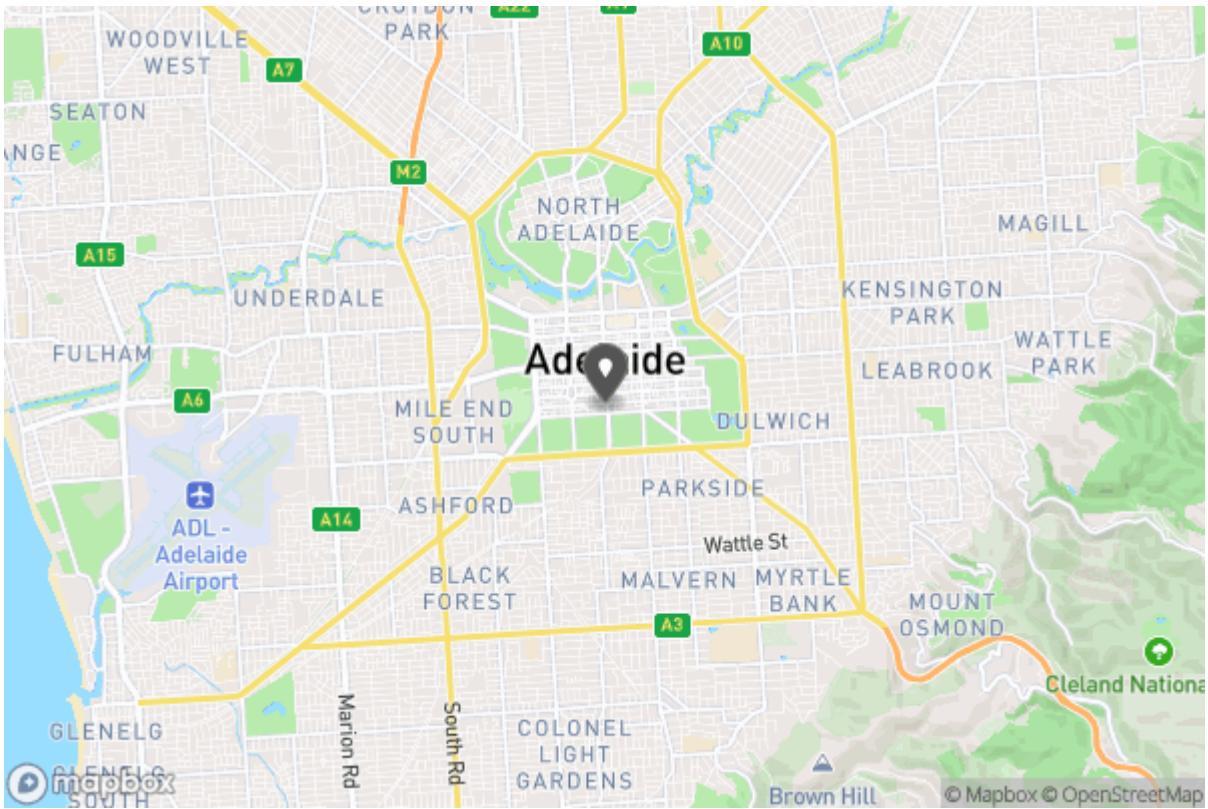 CROYDON
PARK
A22
A1
WOODVILLE
WEST
A7
A10
SEATON
ANGE
M2
NORTH
ADELAIDE
MAGILL
A15
UNDERDALE
KENSINGTON
PARK
FULHAM
WATTLE
PARK
Adelaide
LEABROOK
A6
MILE END
SOUTH
DULWICH
ASHFORD
PARKSIDE
A14
ADL -
Adelaide
Airport
Wattle St
BLACK
FOREST
MALVERN
MYRTLE
BANK
MOUNT
OSMOND
A3
Cleland Nationa
Marion Rd
South Rd
GLENELG
COLONEL
LIGHT
GARDENS
GLENELG
SOUTH
mapbox
Brown Hill
© Mapbox © OpenStreetMap